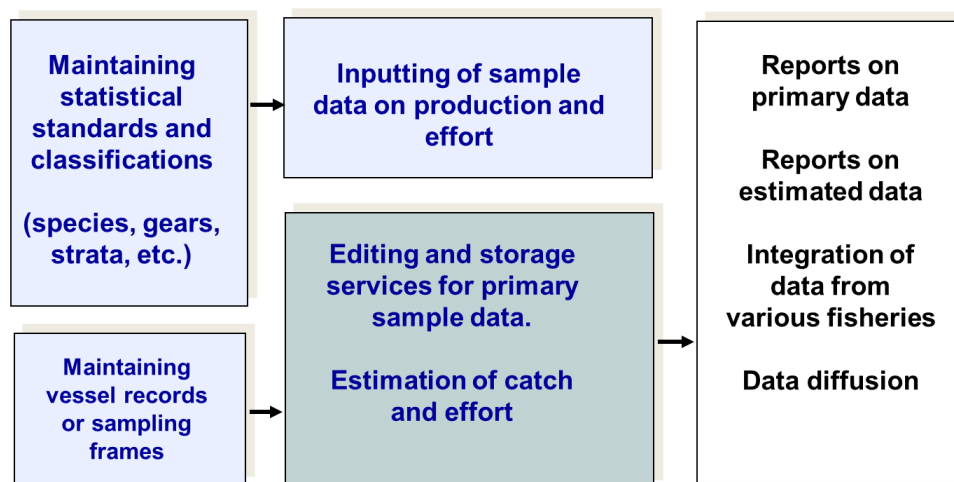 Maintaining
statistical
standards and
classifications
(species, gears,
strata, etc.)
Maintaining
vessel records
or sampling
frames
Inputting of sample
data on production and
effort
Editing and storage
services for primary
sample data.
Estimation of catch
and effort
Reports on
primary data
Reports on
estimated data
Integration of
data from
various fisheries
Data diffusion